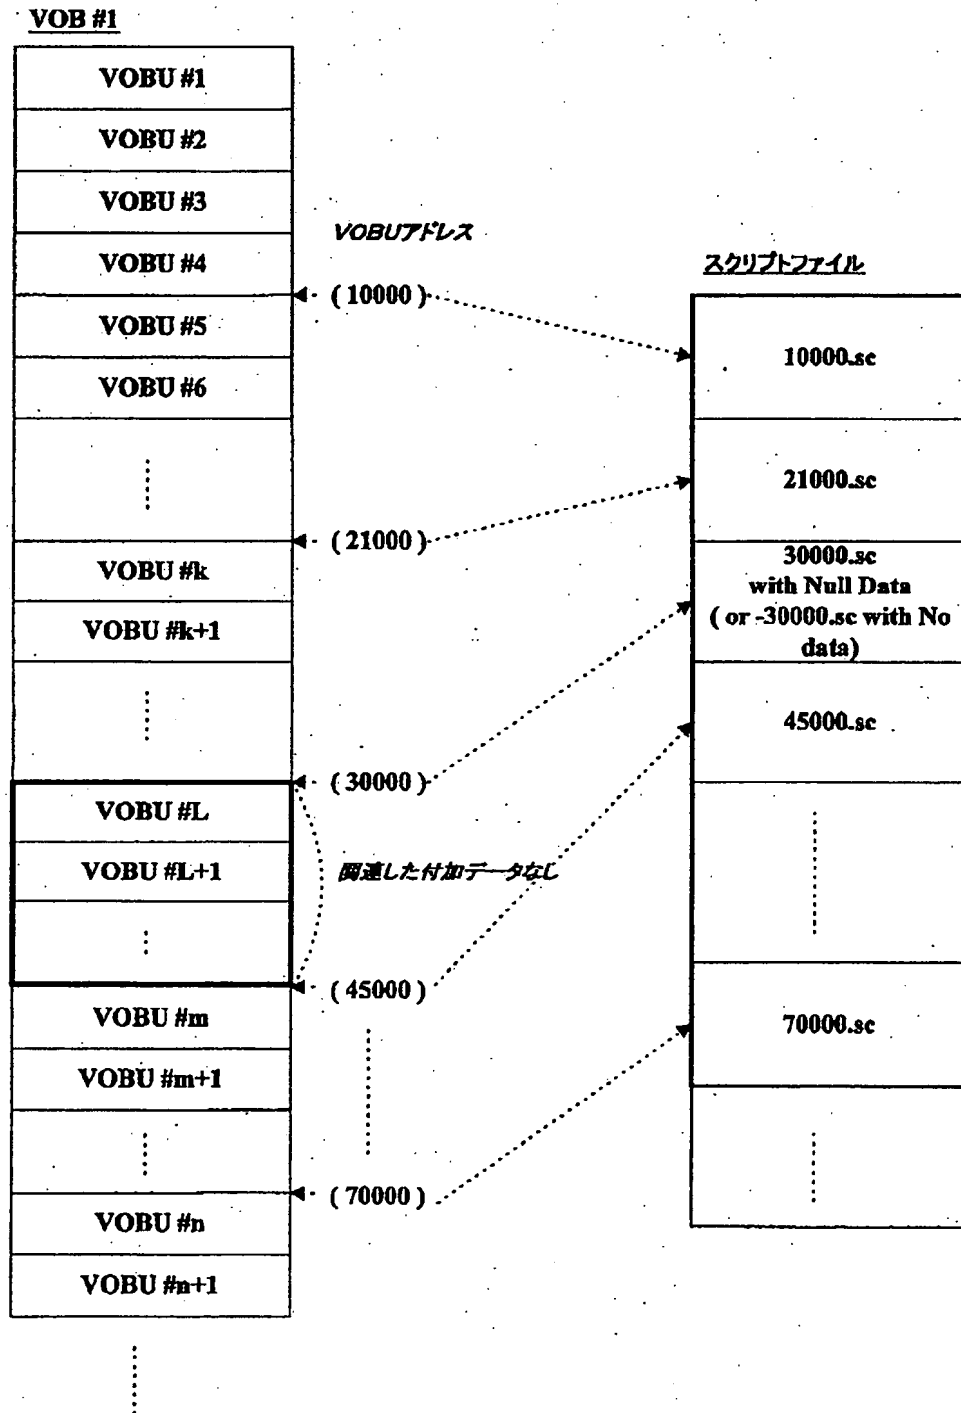 VOB #1
VOBU #1
VOBU #2
VOBU #3
VOBU #4
VOBU #5
VOBU #6
VOBU #k
VOBU #k+1
VOBU #L
VOBU #L+1
VOBU #m
VOBU #m+1
VOBU #n
VOBU #n+1
VOBUアドレス
( 10000 )
( 21000 )
( 30000 )
関連した付加データなし
( 45000 )
( 70000 )
スクリプトファイル
10000.sc
21000.sc
30000.sc
with Null Data
( or -30000.sc with No
data)
45000.sc
70000.sc